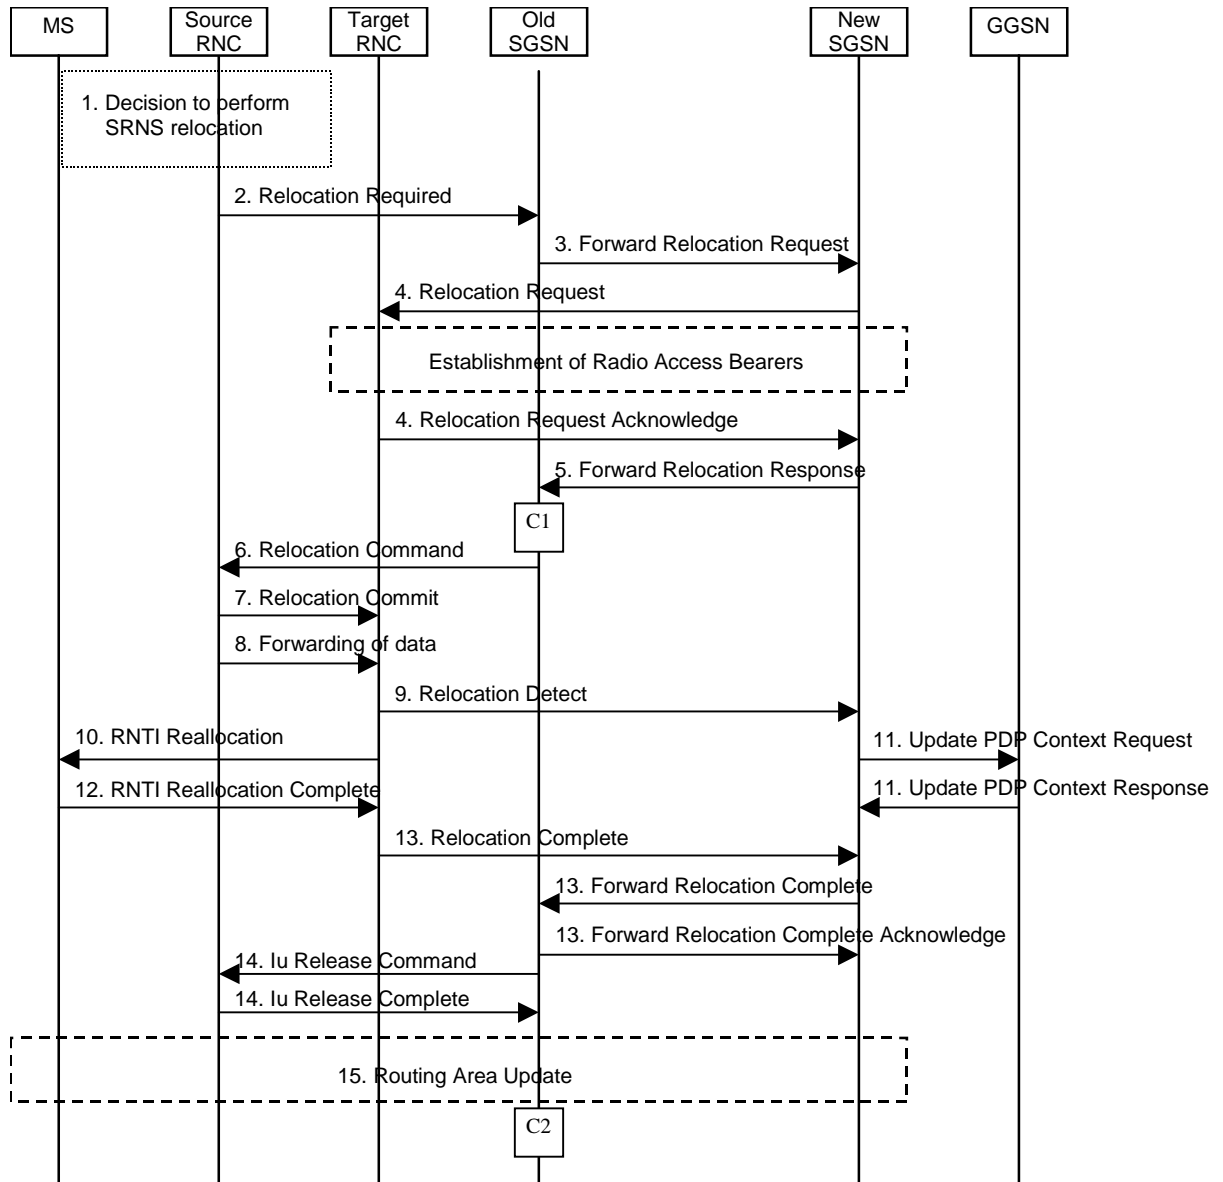 MS
Source
RNC
Target
RNC
Old
SGSN
New
SGSN
GGSN
1. Decision to perform
SRNS relocation
2. Relocation Required
3. Forward Relocation Request
4. Relocation Request
Establishment of Radio Access Bearers
4. Relocation Request Acknowledge
5. Forward Relocation Response
C1
6. Relocation Command
7. Relocation Commit
8. Forwarding of data
9. Relocation Detect
10. RNTI Reallocation
11. Update PDP Context Request
12. RNTI Reallocation Complete
11. Update PDP Context Response
13. Relocation Complete
13. Forward Relocation Complete
13. Forward Relocation Complete Acknowledge
14. Iu Release Command
14. Iu Release Complete
15. Routing Area Update
C2